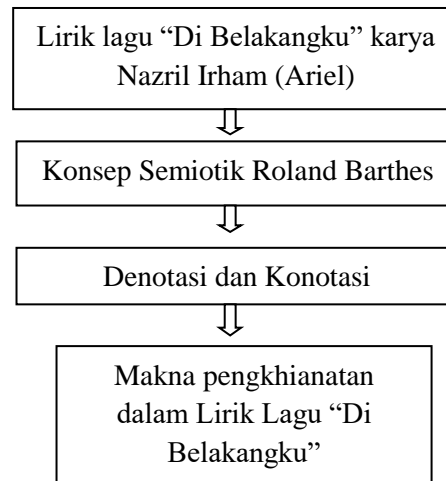 Lirik lagu “Di Belakangku” karya
Nazril Irham (Ariel)
Konsep Semiotik Roland Barthes
Denotasi dan Konotasi
Makna pengkhianatan
dalam Lirik Lagu “Di
Belakangku”